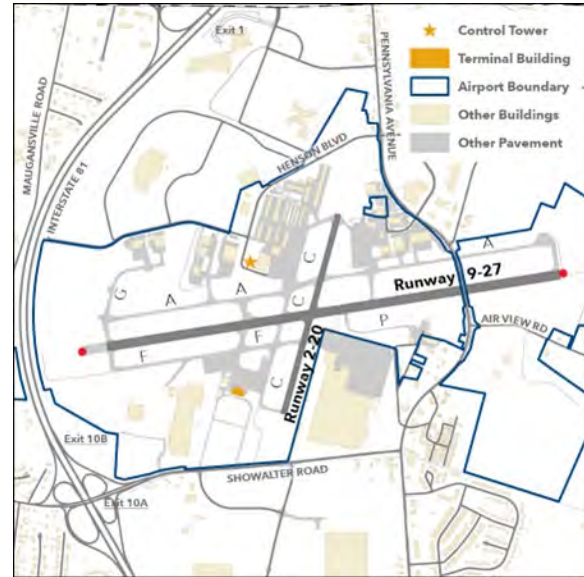 Exit 1
Control Tower
Terminal Building
Airport Boundary
Other Buildings
Other Pavement
MAUGANSVILLE ROAD
INTERSTATE 81
PENNSYLVANIA AVENUE
HENSON BLVD
A
G
A
A
C
C
Runway 9-27
F
F
C
P
AIR VIEW RD
Runway 2-20
Exit 10B
SHOWALTER ROAD
Exit 10A